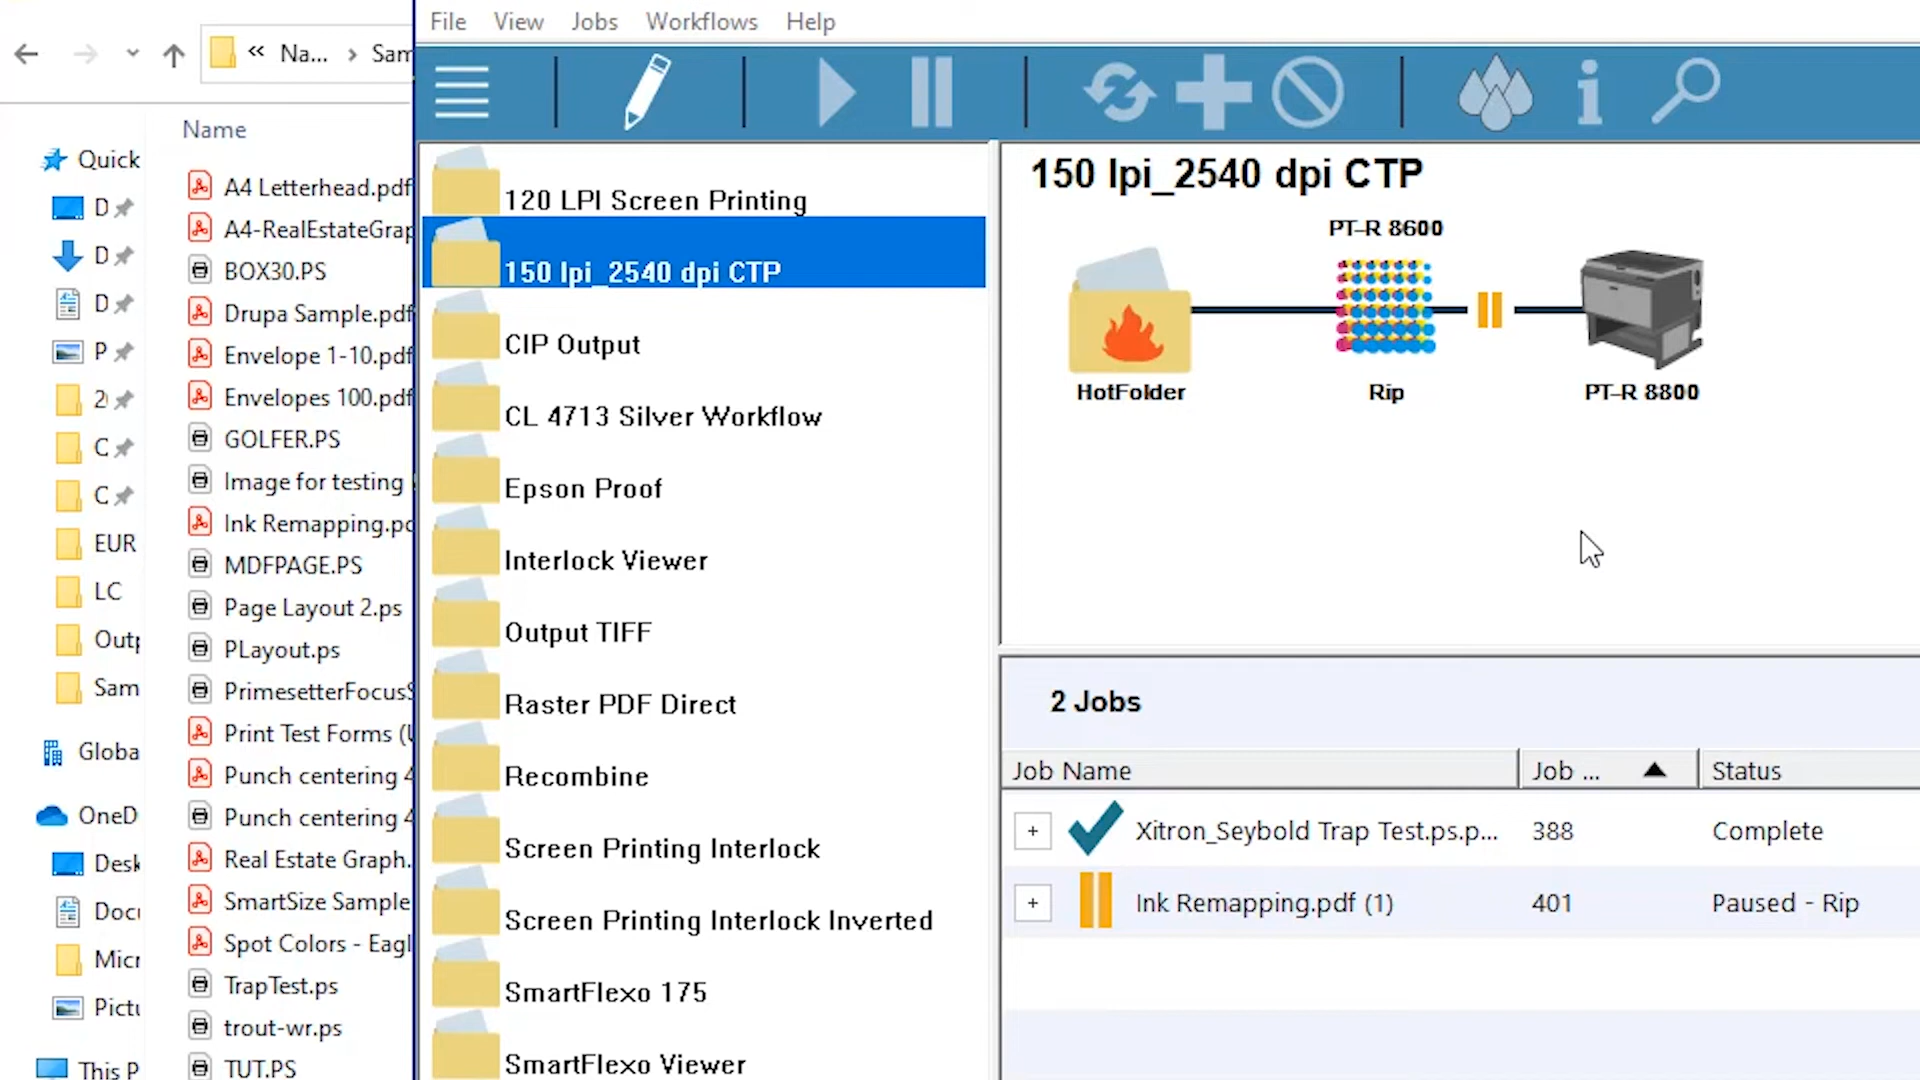 File View Jobs Workflows Help
« Na... > Sam
Name
Quick
D
D
D
P
2
C
C
EUR
LC
Outp
Sam
Globa
OneD
Desk
Docu
Micr
Pictu
This P
A4 Letterhead.pdf
A4-RealEstateGrap
BOX30.PS
Drupa Sample.pdf
Envelope 1-10.pdf
Envelopes 100.pdf
GOLFER.PS
Image for testing
Ink Remapping.pd
MDFPAGE.PS
Page Layout 2.ps
PLayout.ps
PrimesetterFocusS
Print Test Forms (U
Punch centering 4
Punch centering 4
Real Estate Graph.
SmartSize Sample
Spot Colors - Eagl
TrapTest.ps
trout-wr.ps
TUT.PS
120 LPI Screen Printing
150 lpi_2540 dpi CTP
CIP Output
CL 4713 Silver Workflow
Epson Proof
Interlock Viewer
Output TIFF
Raster PDF Direct
Recombine
Screen Printing Interlock
Screen Printing Interlock Inverted
SmartFlexo 175
SmartFlexo Viewer
150 lpi_2540 dpi CTP
PT-R 8600
HotFolder Rip PT-R 8800
2 Jobs
Job Name Job ... Status
Xitron_Seybold Trap Test.ps.p... 388 Complete
Ink Remapping.pdf (1) 401 Paused - Rip